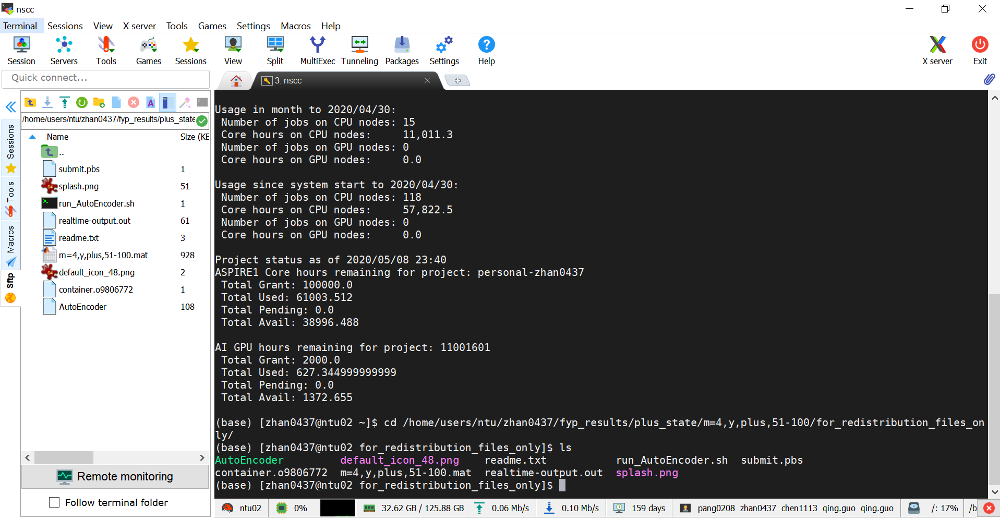 nscc
Terminal Sessions View X server Tools Games Settings Macros Help
Session Servers Tools Games Sessions View Split MultiExec Tunneling Packages Settings Help X server Exit
Quick connect...
3. nscc
/home/users/ntu/zhan0437/fyp_results/plus_state
Name Size (KB
..
submit.pbs 1
splash.png 51
run_AutoEncoder.sh 1
realtime-output.out 61
readme.txt 3
m=4,y,plus,51-100.mat 928
default_icon_48.png 2
container.o9806772 1
AutoEncoder 108
Sessions
Tools
Macros
Sftp
Remote monitoring
Follow terminal folder
Usage in month to 2020/04/30:
Number of jobs on CPU nodes: 15
Core hours on CPU nodes: 11,011.3
Number of jobs on GPU nodes: 0
Core hours on GPU nodes: 0.0
Usage since system start to 2020/04/30:
Number of jobs on CPU nodes: 118
Core hours on CPU nodes: 57,822.5
Number of jobs on GPU nodes: 0
Core hours on GPU nodes: 0.0
Project status as of 2020/05/08 23:40
ASPIRE1 Core hours remaining for project: personal-zhan0437
Total Grant: 100000.0
Total Used: 61003.512
Total Pending: 0.0
Total Avail: 38996.488
AI GPU hours remaining for project: 11001601
Total Grant: 2000.0
Total Used: 627.344999999999
Total Pending: 0.0
Total Avail: 1372.655
(base) [zhan0437@ntu02 ~]$ cd /home/users/ntu/zhan0437/fyp_results/plus_state/m=4,y,plus,51-100/for_redistribution_files_on
ly/
(base) [zhan0437@ntu02 for_redistribution_files_only]$ ls
AutoEncoder default_icon_48.png readme.txt run_AutoEncoder.sh submit.pbs
container.o9806772 m=4,y,plus,51-100.mat realtime-output.out splash.png
(base) [zhan0437@ntu02 for_redistribution_files_only]$
ntu02 0% 32.62 GB / 125.88 GB 0.06 Mb/s 0.10 Mb/s 159 days pang0208 zhan0437 chen1113 qing.guo qing.guo /: 17% /b